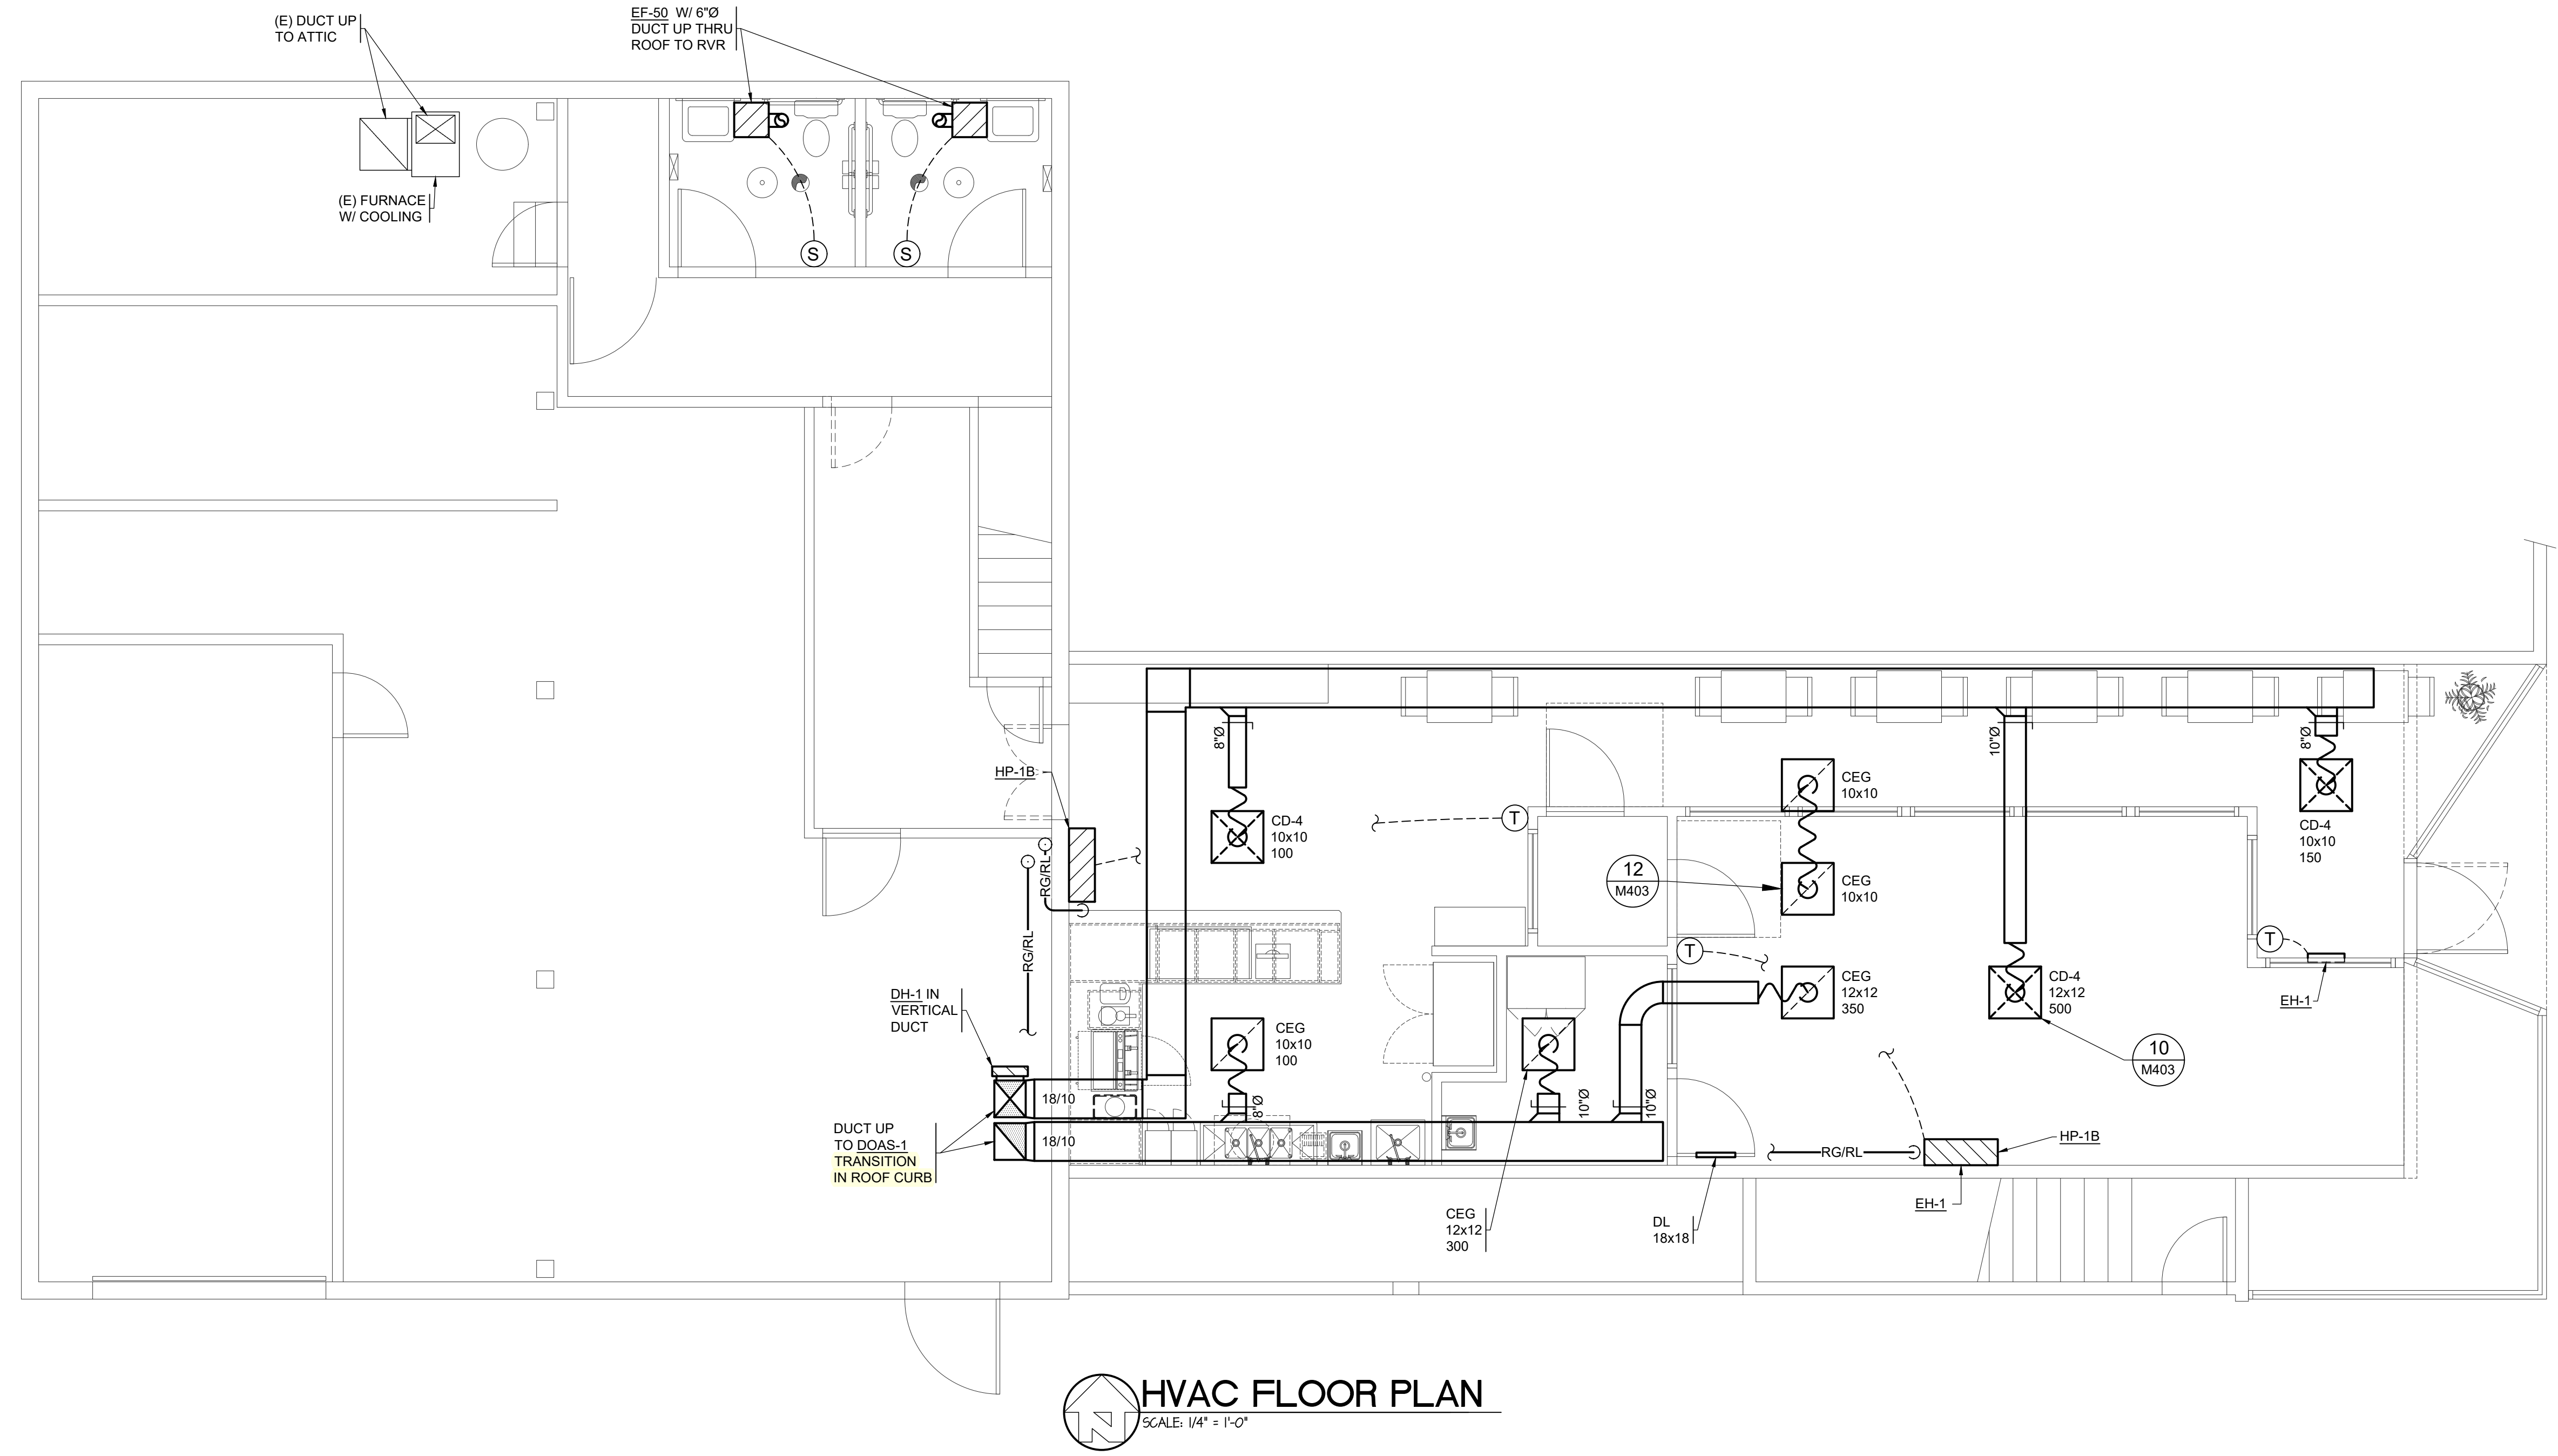 (E) DUCT UP
TO ATTIC
EF-50 W/ 6"Ø
DUCT UP THRU
ROOF TO RVR
(E) FURNACE
W/ COOLING
S
S
HP-1B
8"Ø
10"Ø
8"Ø
CEG
10x10
CD-4
10x10
100
T
CD-4
10x10
150
12
M403
CEG
10x10
RG/RL
RG/RL
T
T
CEG
12x12
350
CD-4
12x12
500
EH-1
DH-1 IN
VERTICAL
DUCT
CEG
10x10
100
10
M403
18/10
8"Ø
10"Ø
10"Ø
DUCT UP
TO DOAS-1
TRANSITION
IN ROOF CURB
18/10
RG/RL
HP-1B
EH-1
CEG
12x12
300
DL
18x18
N
HVAC FLOOR PLAN
SCALE: 1/4" = 1'-0"